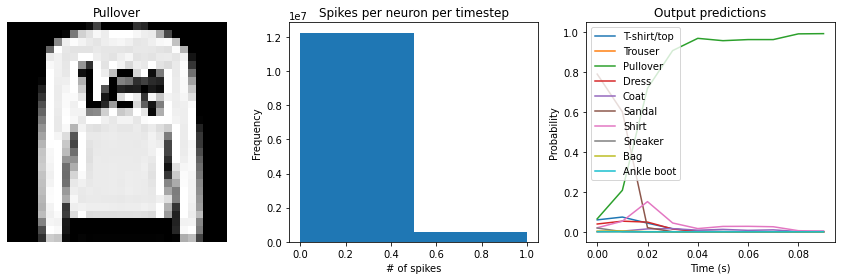 Pullover
Spikes per neuron per timestep
Output predictions
1e7
Frequency
0.0
0.2
0.4
0.6
0.8
1.0
1.2
0.0
0.2
0.4
0.6
0.8
1.0
# of spikes
Probability
0.0
0.2
0.4
0.6
0.8
1.0
T-shirt/top
Trouser
Pullover
Dress
Coat
Sandal
Shirt
Sneaker
Bag
Ankle boot
0.00
0.02
0.04
0.06
0.08
Time (s)